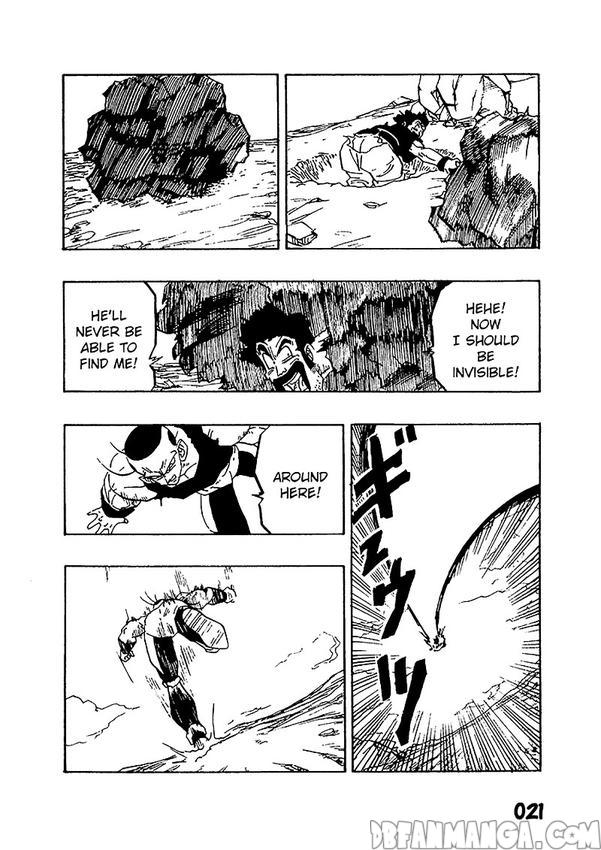 HEHE!
NOW
I SHOULD
BE
INVISIBLE!
HE'LL
NEVER BE
ABLE TO
FIND ME!
ギュウッ
AROUND
HERE!
021
DBFANMANGA.COM